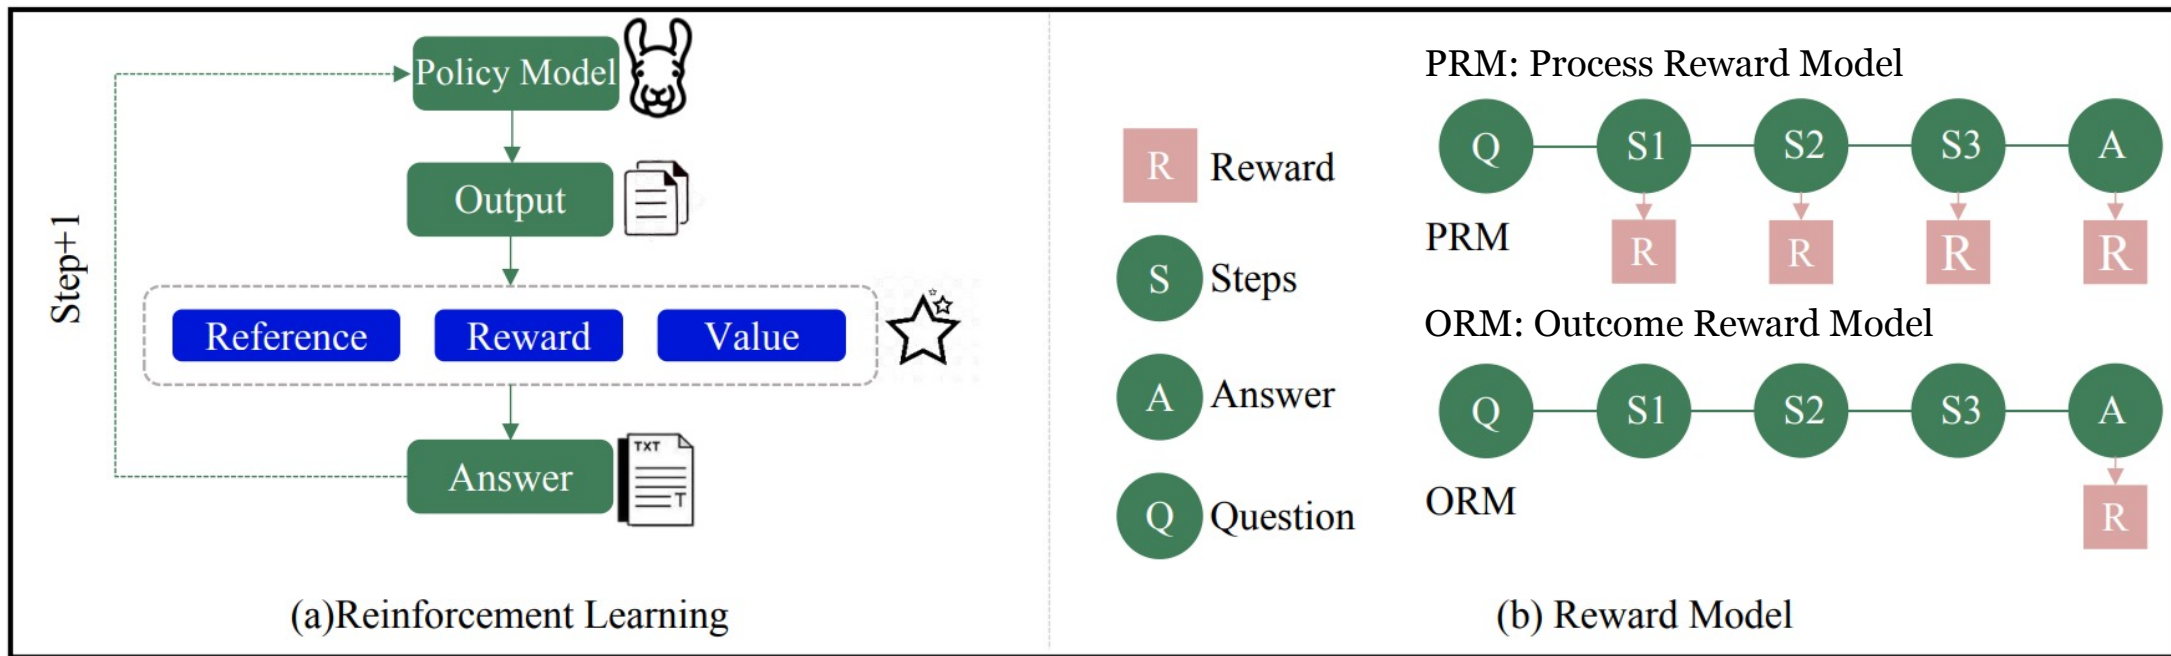 Policy Model
Output
Step+1
Reference Reward Value
TXT
T
Answer
(a)Reinforcement Learning
R Reward
S Steps
A Answer
Q Question
PRM: Process Reward Model
Q S1 S2 S3 A
PRM
R R R R
ORM: Outcome Reward Model
Q S1 S2 S3 A
ORM
R
(b) Reward Model